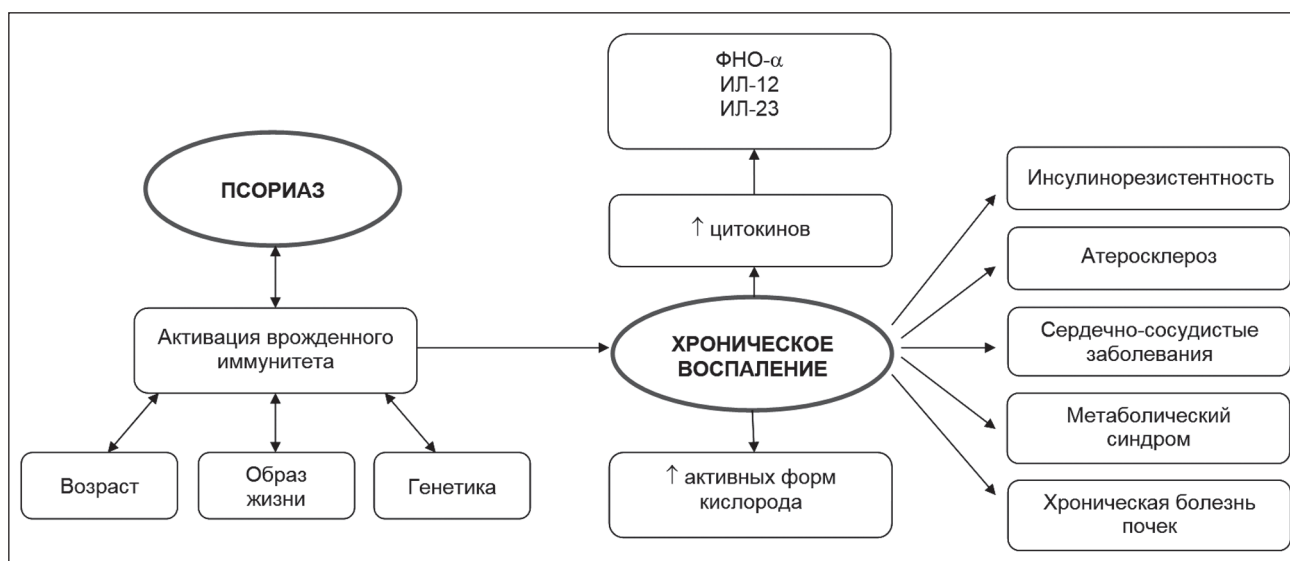 ФНО-α
ИЛ-12
ИЛ-23
ПСОРИАЗ
↑ цитокинов
Инсулинорезистентность
Атеросклероз
Активация врожденного
иммунитета
ХРОНИЧЕСКОЕ
ВОСПАЛЕНИЕ
Сердечно-сосудистые
заболевания
Метаболический
синдром
Возраст
Образ
жизни
Генетика
↑ активных форм
кислорода
Хроническая болезнь
почек